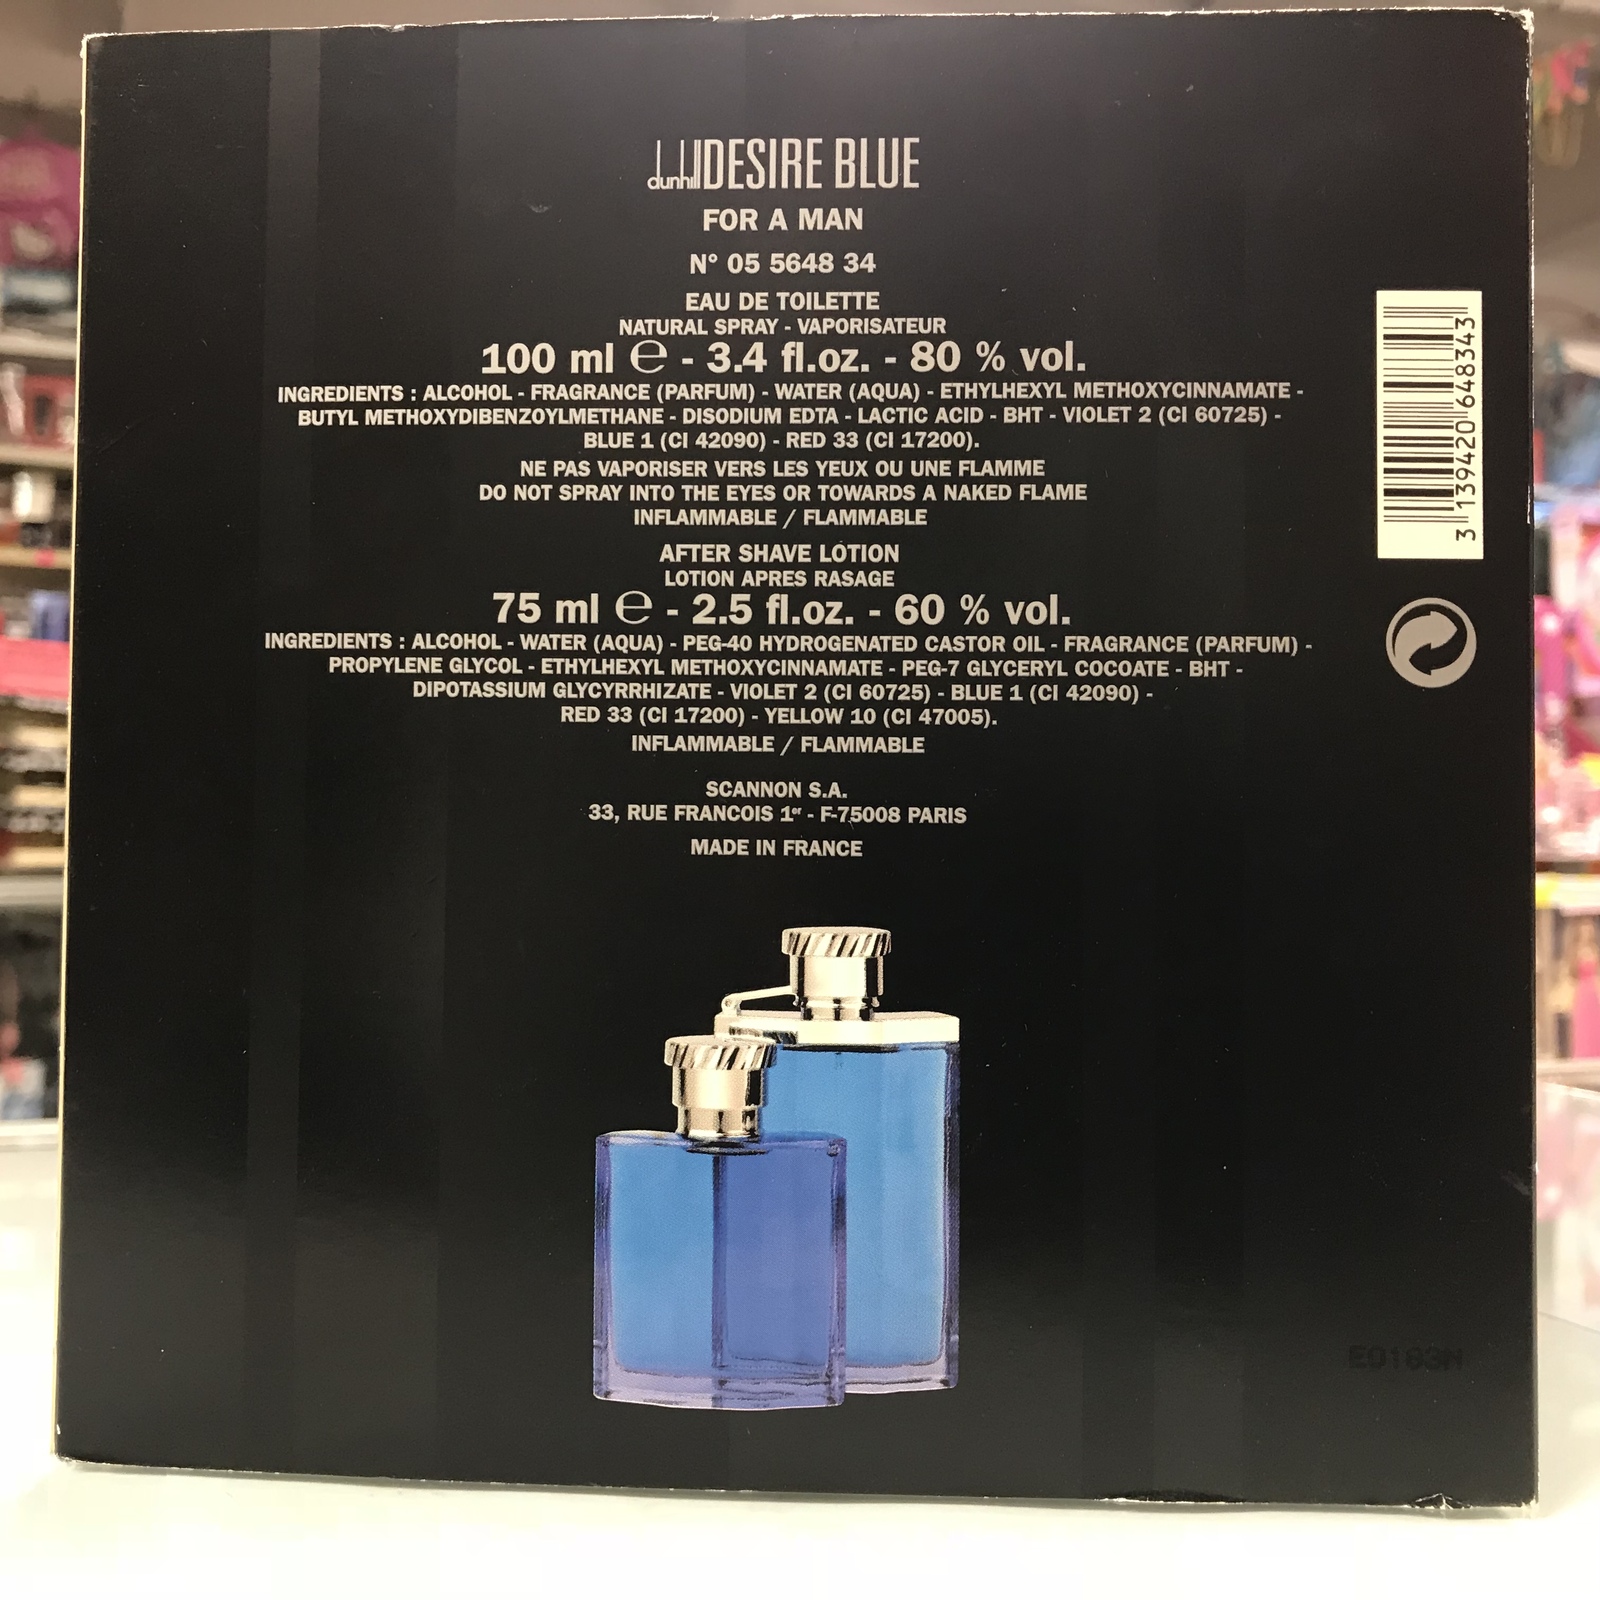 dunhill DESIRE BLUE
FOR A MAN
N° 05 5648 34
EAU DE TOILETTE
NATURAL SPRAY - VAPORISATEUR
100 ml ℮ - 3.4 fl.oz. - 80 % vol.
INGREDIENTS : ALCOHOL - FRAGRANCE (PARFUM) - WATER (AQUA) - ETHYLHEXYL METHOXYCINNAMATE -
BUTYL METHOXYDIBENZOYLMETHANE - DISODIUM EDTA - LACTIC ACID - BHT - VIOLET 2 (CI 60725) -
BLUE 1 (CI 42090) - RED 33 (CI 17200).
NE PAS VAPORISER VERS LES YEUX OU UNE FLAMME
DO NOT SPRAY INTO THE EYES OR TOWARDS A NAKED FLAME
INFLAMMABLE / FLAMMABLE
AFTER SHAVE LOTION
LOTION APRES RASAGE
75 ml ℮ - 2.5 fl.oz. - 60 % vol.
INGREDIENTS : ALCOHOL - WATER (AQUA) - PEG-40 HYDROGENATED CASTOR OIL - FRAGRANCE (PARFUM) -
PROPYLENE GLYCOL - ETHYLHEXYL METHOXYCINNAMATE - PEG-7 GLYCERYL COCOATE - BHT -
DIPOTASSIUM GLYCYRRHIZATE - VIOLET 2 (CI 60725) - BLUE 1 (CI 42090) -
RED 33 (CI 17200) - YELLOW 10 (CI 47005).
INFLAMMABLE / FLAMMABLE
SCANNON S.A.
33, RUE FRANCOIS 1er - F-75008 PARIS
MADE IN FRANCE
3 139420 648343